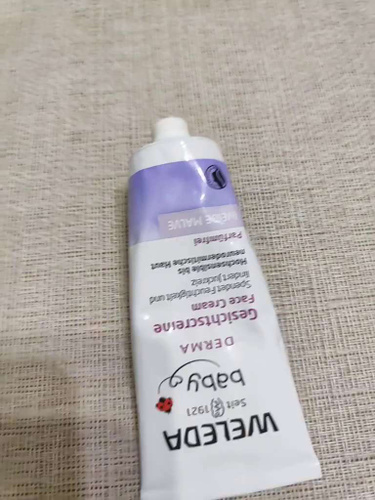 WELEDA
Seit 1921
baby
DERMA
Gesichtscreme
Face Cream
Spendet Feuchtigkeit und
lindert Juckreiz
Hochsensible bis
neurodermitische Haut
Parfümfrei
MALVE